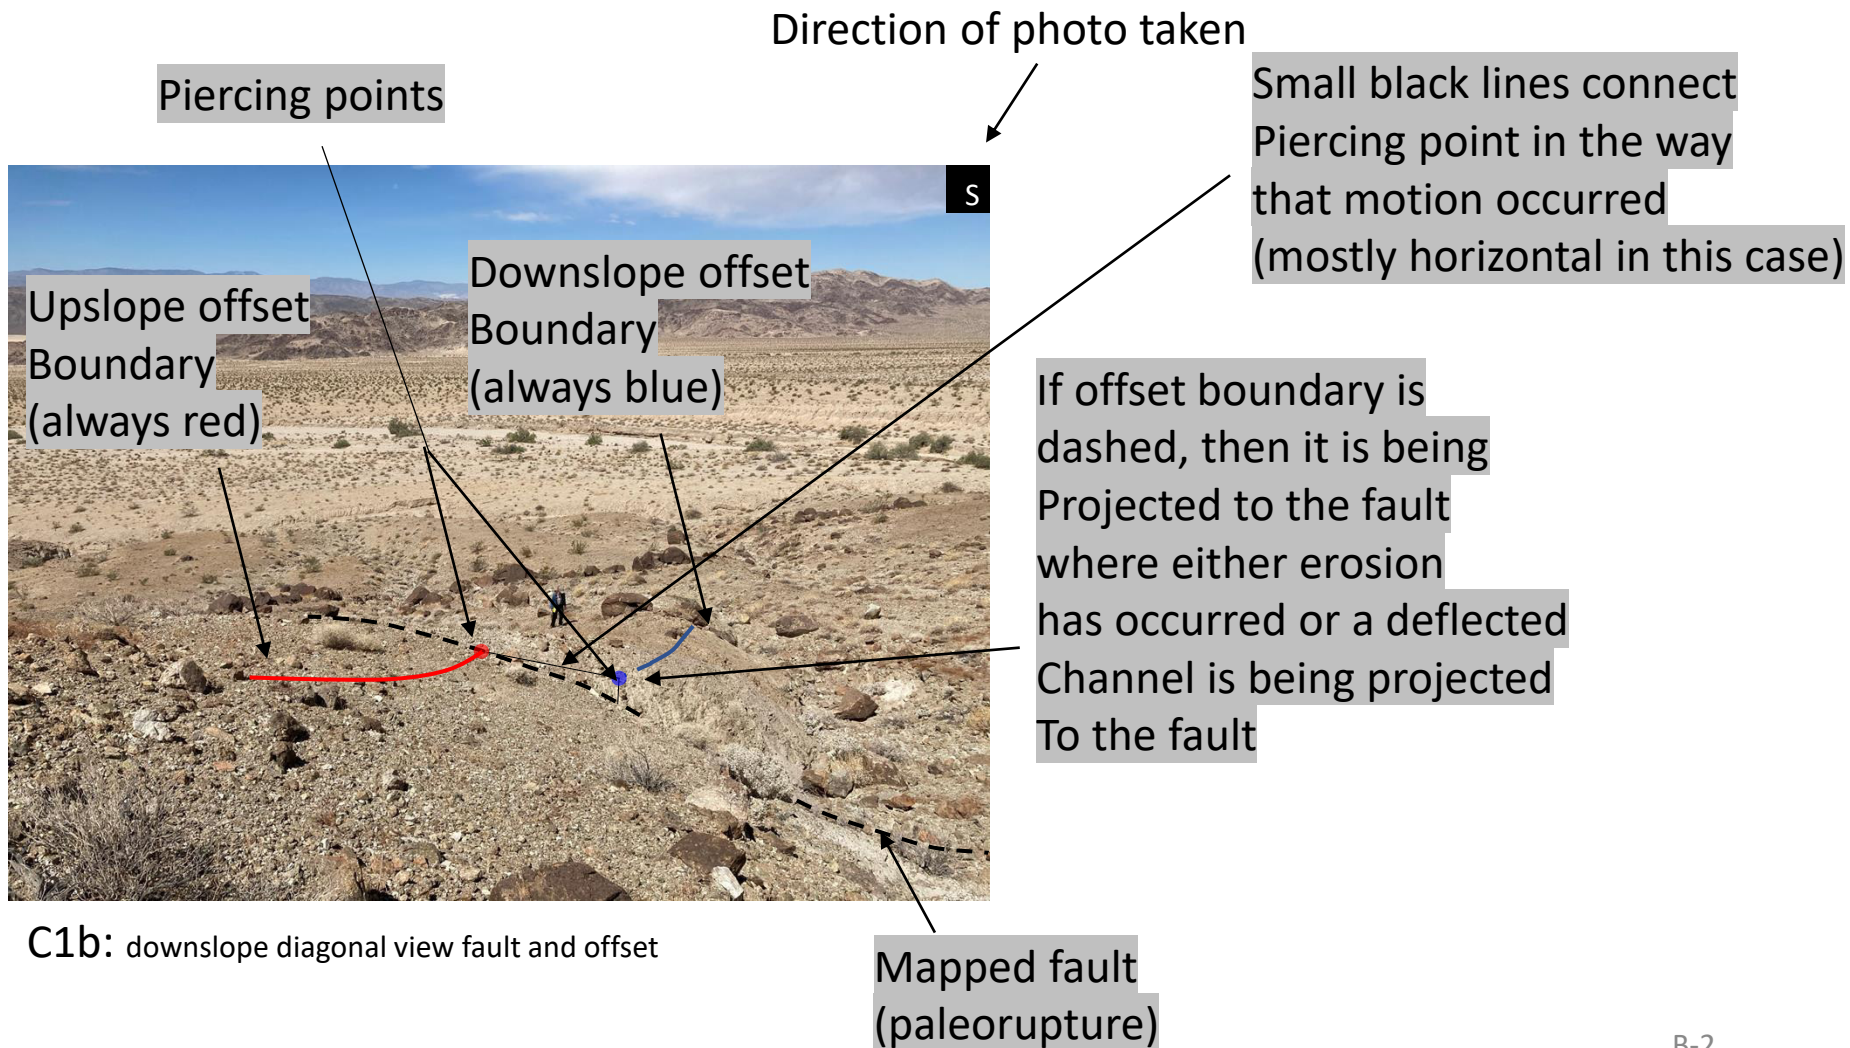 Direction of photo taken
Piercing points
Small black lines connect
Piercing point in the way
that motion occurred
(mostly horizontal in this case)
S
Upslope offset
Boundary
(always red)
Downslope offset
Boundary
(always blue)
If offset boundary is
dashed, then it is being
Projected to the fault
where either erosion
has occurred or a deflected
Channel is being projected
To the fault
C1b: downslope diagonal view fault and offset
Mapped fault
(paleorupture)
B-2